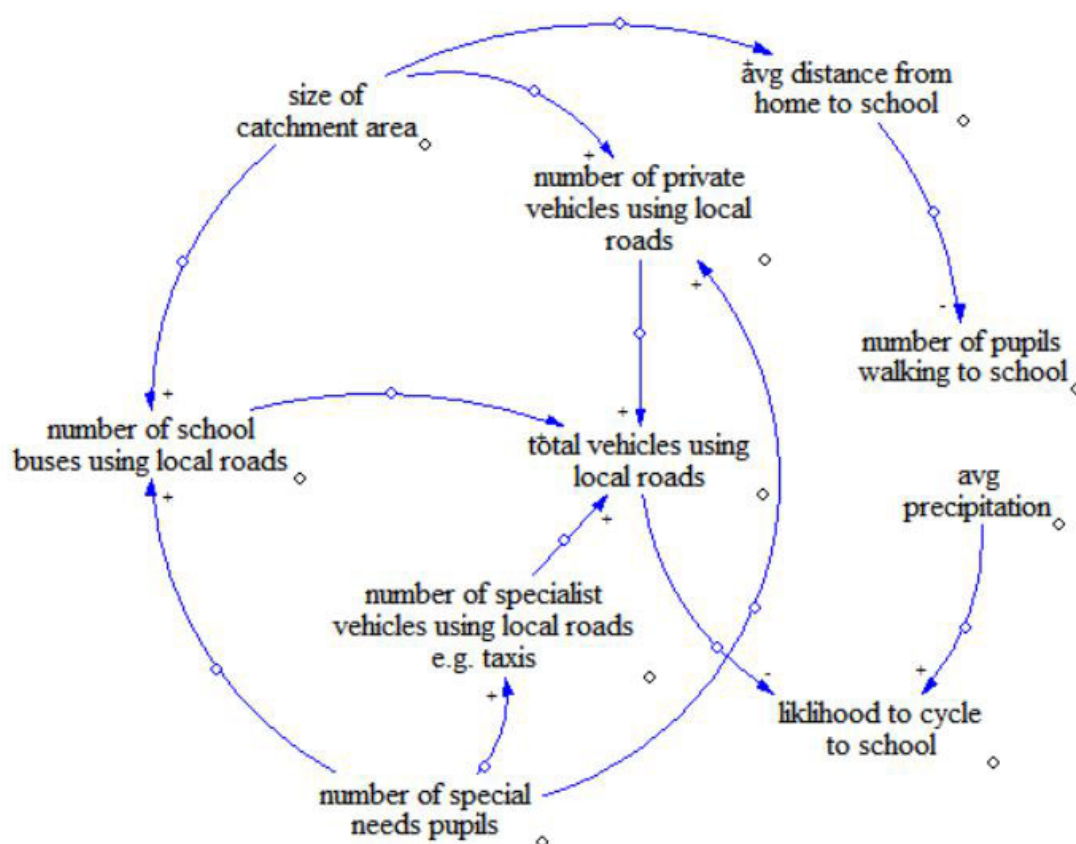 size of
catchment area
avg distance from
home to school
number of private
vehicles using local
roads
number of pupils
walking to school
number of school
buses using local roads
total vehicles using
local roads
avg
precipitation
number of specialist
vehicles using local roads
e.g. taxis
liklihood to cycle
to school
number of special
needs pupils
+
+
+
+
-
+
+
+
+
+
-
+
+